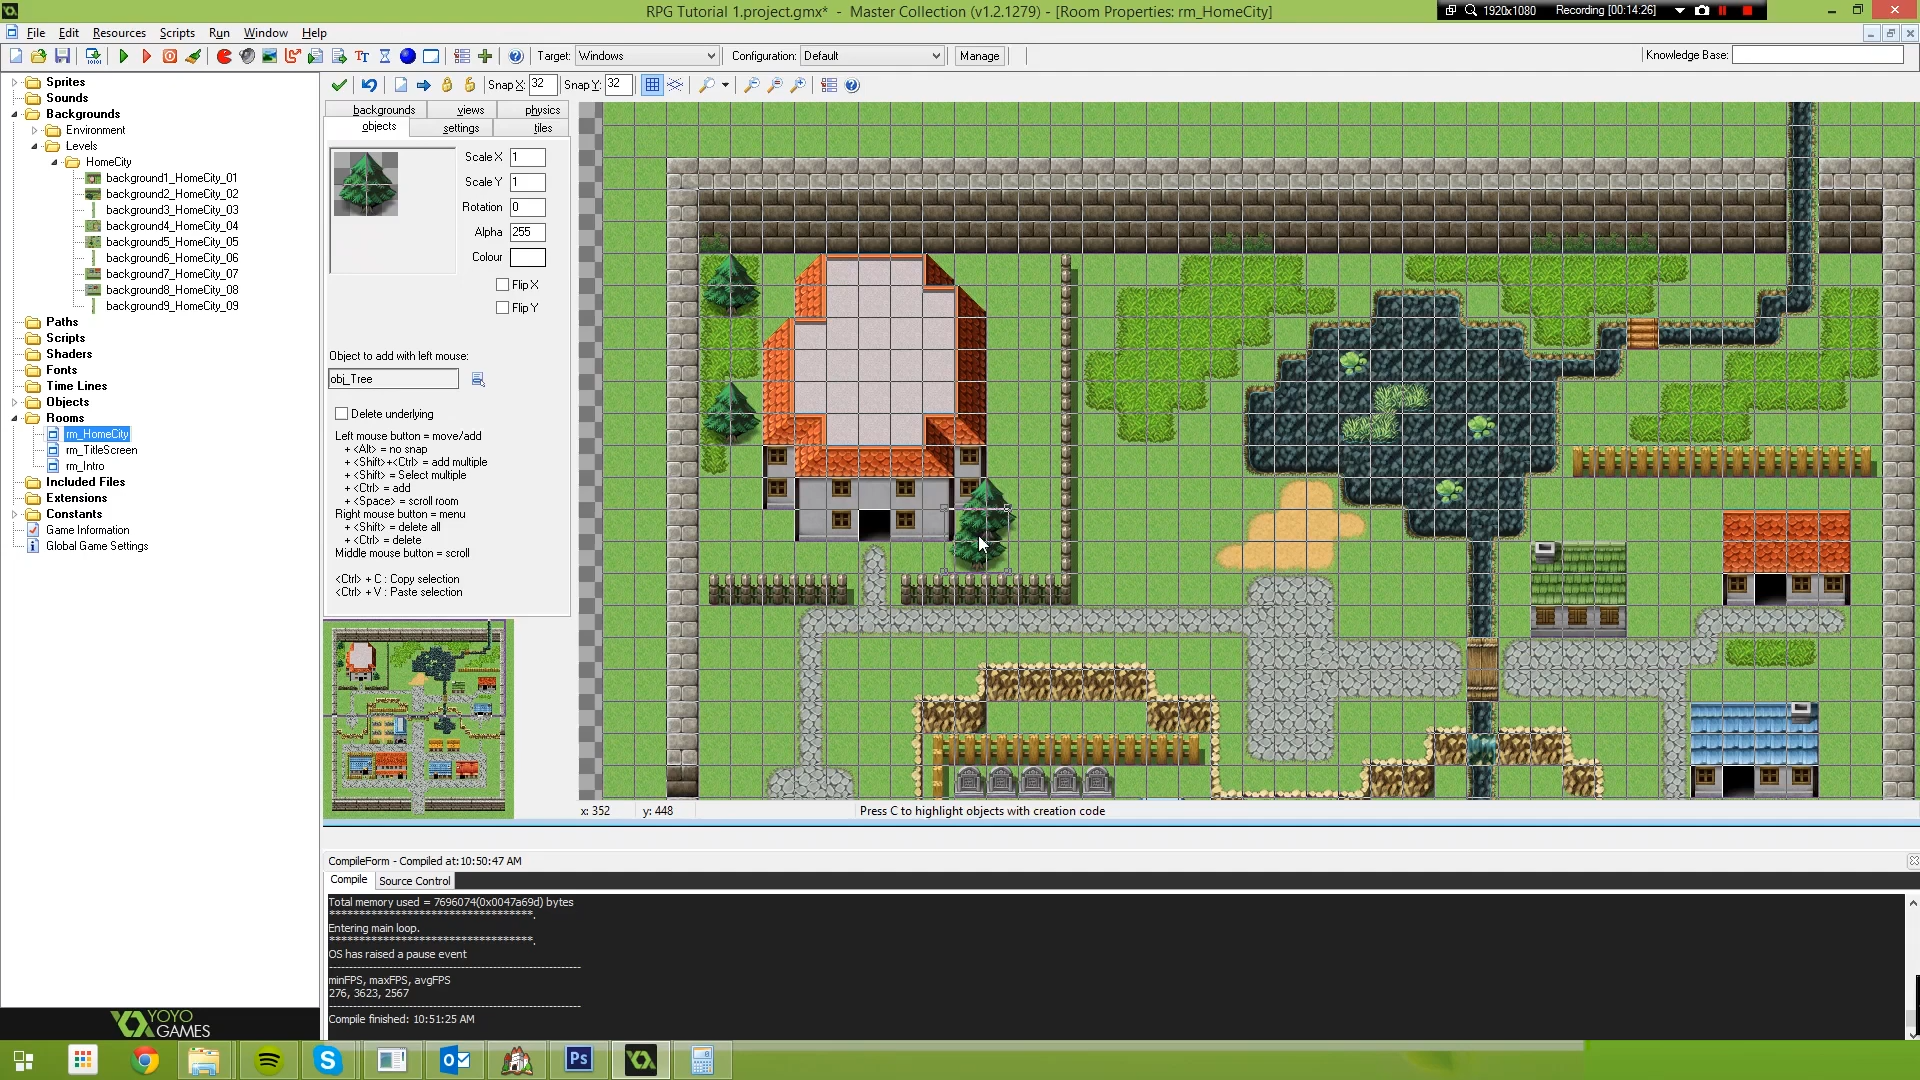 RPG Tutorial 1.project.gmx* - Master Collection (v1.2.1279) - [Room Properties: rm_HomeCity]
1920x1080
Recording [00:14:26]
File Edit Resources Scripts Run Window Help
Target: Windows Configuration: Default Manage
Knowledge Base:
Snap X: 32 Snap Y: 32
Sprites
Sounds
Backgrounds
Environment
Levels
HomeCity
background1_HomeCity_01
background2_HomeCity_02
background3_HomeCity_03
background4_HomeCity_04
background5_HomeCity_05
background6_HomeCity_06
background7_HomeCity_07
background8_HomeCity_08
background9_HomeCity_09
Paths
Scripts
Shaders
Fonts
Time Lines
Objects
Rooms
rm_HomeCity
rm_TitleScreen
rm_Intro
Included Files
Extensions
Constants
Game Information
Global Game Settings
YOYO
GAMES
backgrounds views physics
objects settings tiles
Scale X 1
Scale Y 1
Rotation 0
Alpha 255
Colour
Flip X
Flip Y
Object to add with left mouse:
obj_Tree
Delete underlying
Left mouse button = move/add
+ <Alt> = no snap
+ <Shift>+<Ctrl> = add multiple
+ <Shift> = Select multiple
+ <Ctrl> = add
+ <Space> = scroll room
Right mouse button = menu
+ <Shift> = delete all
+ <Ctrl> = delete
Middle mouse button = scroll
<Ctrl> + C : Copy selection
<Ctrl> + V : Paste selection
x: 352 y: 448 Press C to highlight objects with creation code
CompileForm - Compiled at:10:50:47 AM
Compile Source Control
Total memory used = 7696074(0x0047a69d) bytes
***********************************.
Entering main loop.
***********************************.
OS has raised a pause event
minFPS, maxFPS, avgFPS
276, 3623, 2567
Compile finished: 10:51:25 AM
Ps